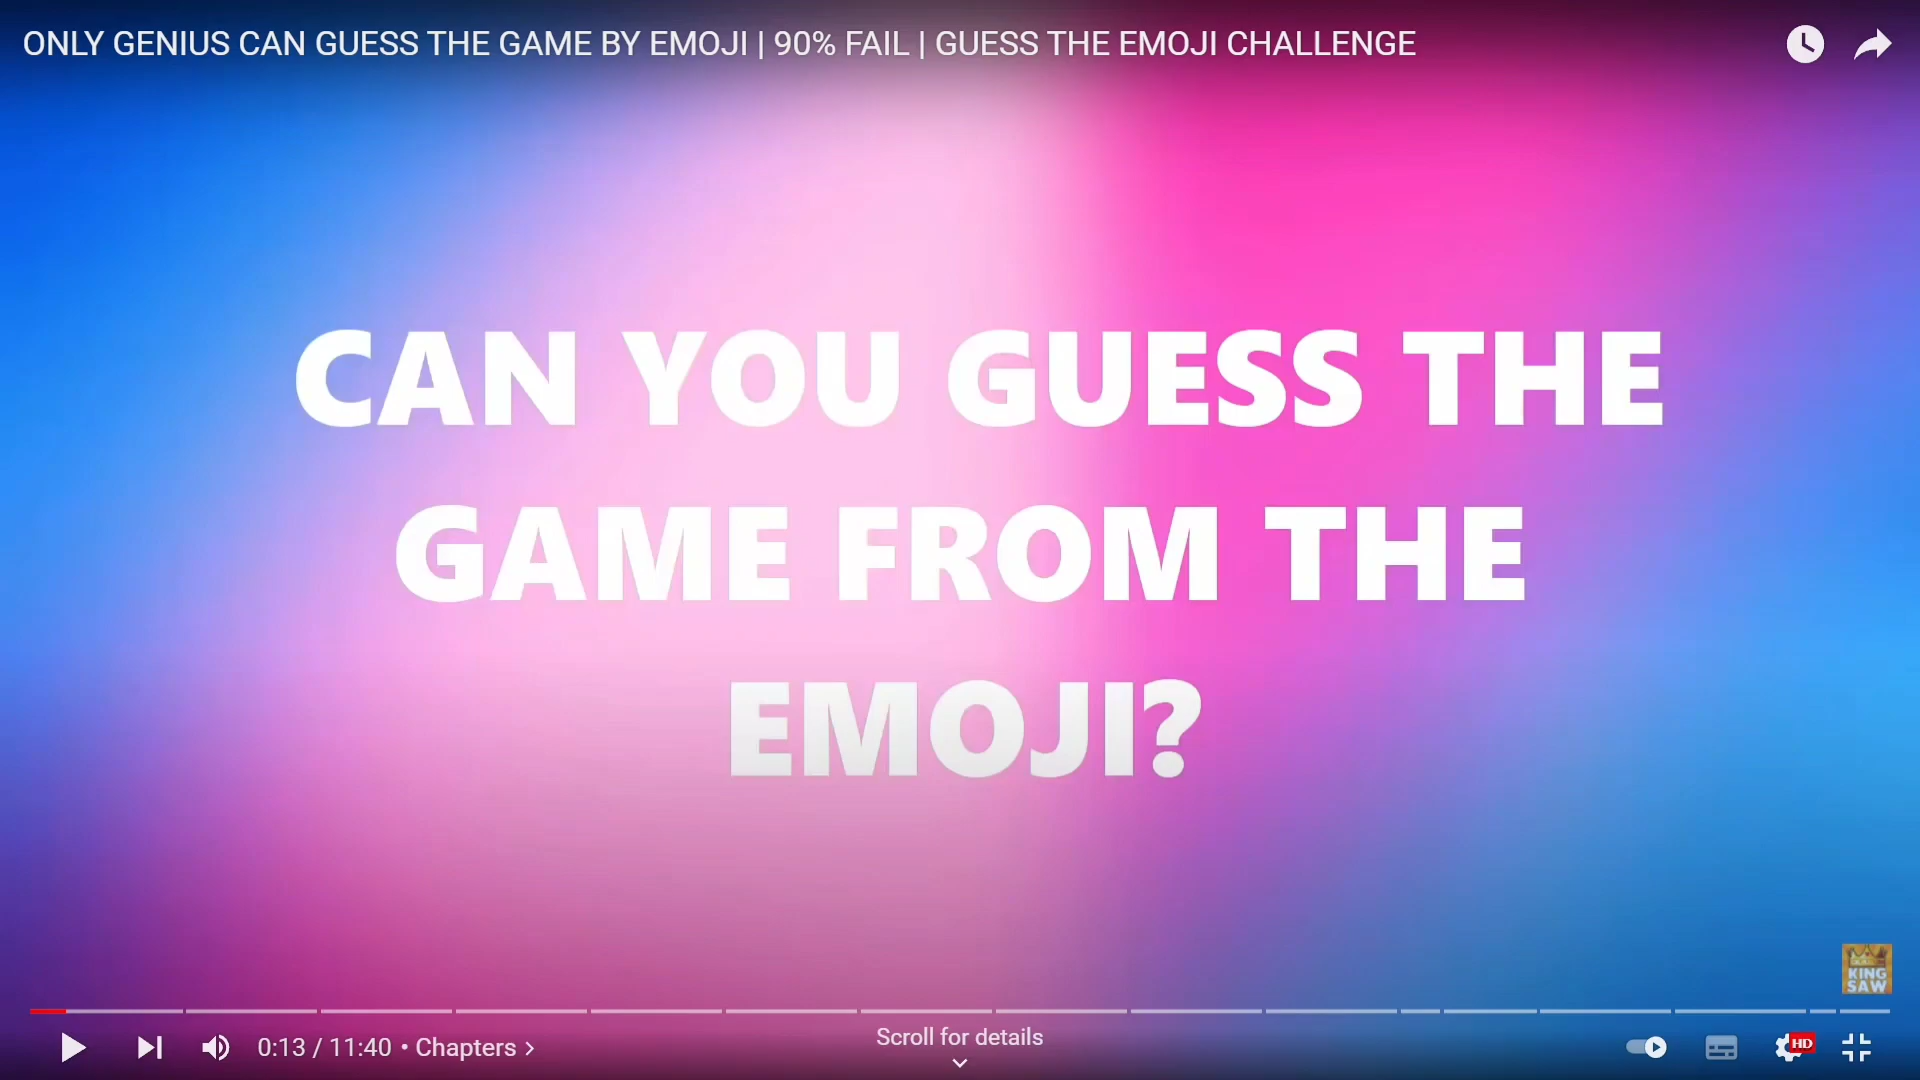 ONLY GENIUS CAN GUESS THE GAME BY EMOJI | 90% FAIL | GUESS THE EMOJI CHALLENGE
CAN YOU GUESS THE
GAME FROM THE
EMOJI?
KING
SAW
0:13 / 11:40 • Chapters
Scroll for details
HD